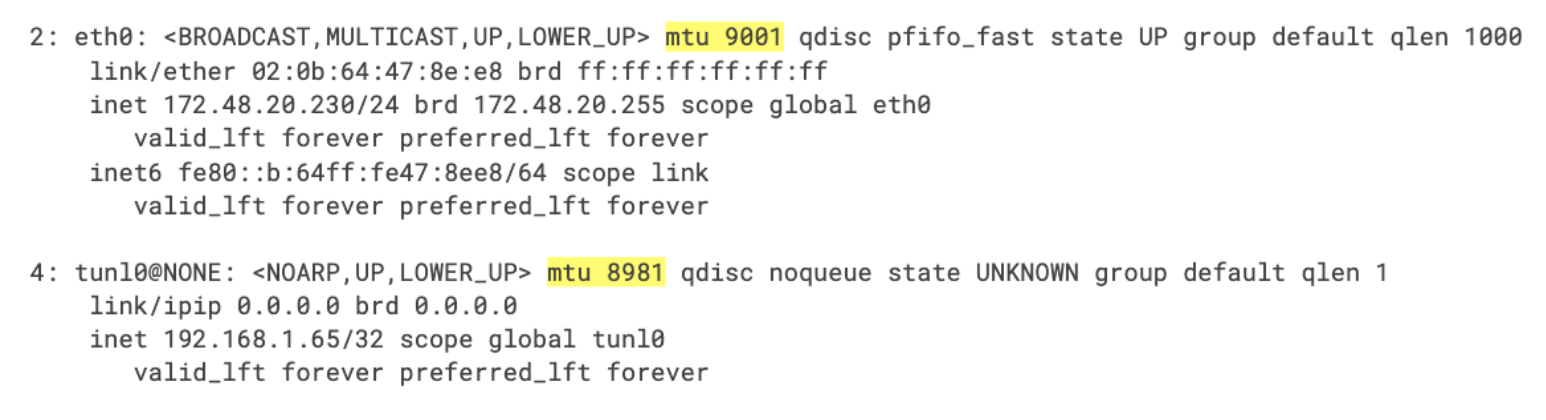 2: eth0: <BROADCAST,MULTICAST,UP,LOWER_UP> mtu 9001 qdisc pfifo_fast state UP group default qlen 1000
link/ether 02:0b:64:47:8e:e8 brd ff:ff:ff:ff:ff:ff
inet 172.48.20.230/24 brd 172.48.20.255 scope global eth0
valid_lft forever preferred_lft forever
inet6 fe80::b:64ff:fe47:8ee8/64 scope link
valid_lft forever preferred_lft forever
4: tunl0@NONE: <NOARP,UP,LOWER_UP> mtu 8981 qdisc noqueue state UNKNOWN group default qlen 1
link/ipip 0.0.0.0 brd 0.0.0.0
inet 192.168.1.65/32 scope global tunl0
valid_lft forever preferred_lft forever